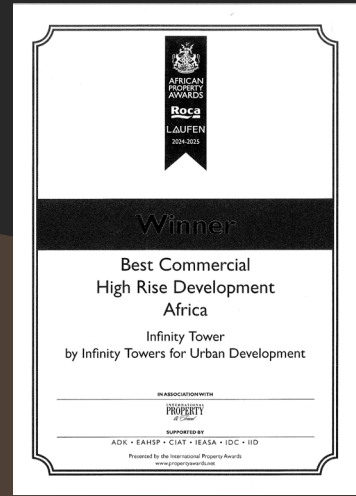 AFRICAN
PROPERTY
AWARDS
Roca
LAUFEN
2024-2025
Winner
Best Commercial
High Rise Development
Africa
Infinity Tower
by Infinity Towers for Urban Development
IN ASSOCIATION WITH
INTERNATIONAL
PROPERTY
& Travel
SUPPORTED BY
ADK • EAHSP • CIAT • IEASA • IDC • IID
Presented by the International Property Awards
www.propertyawards.net